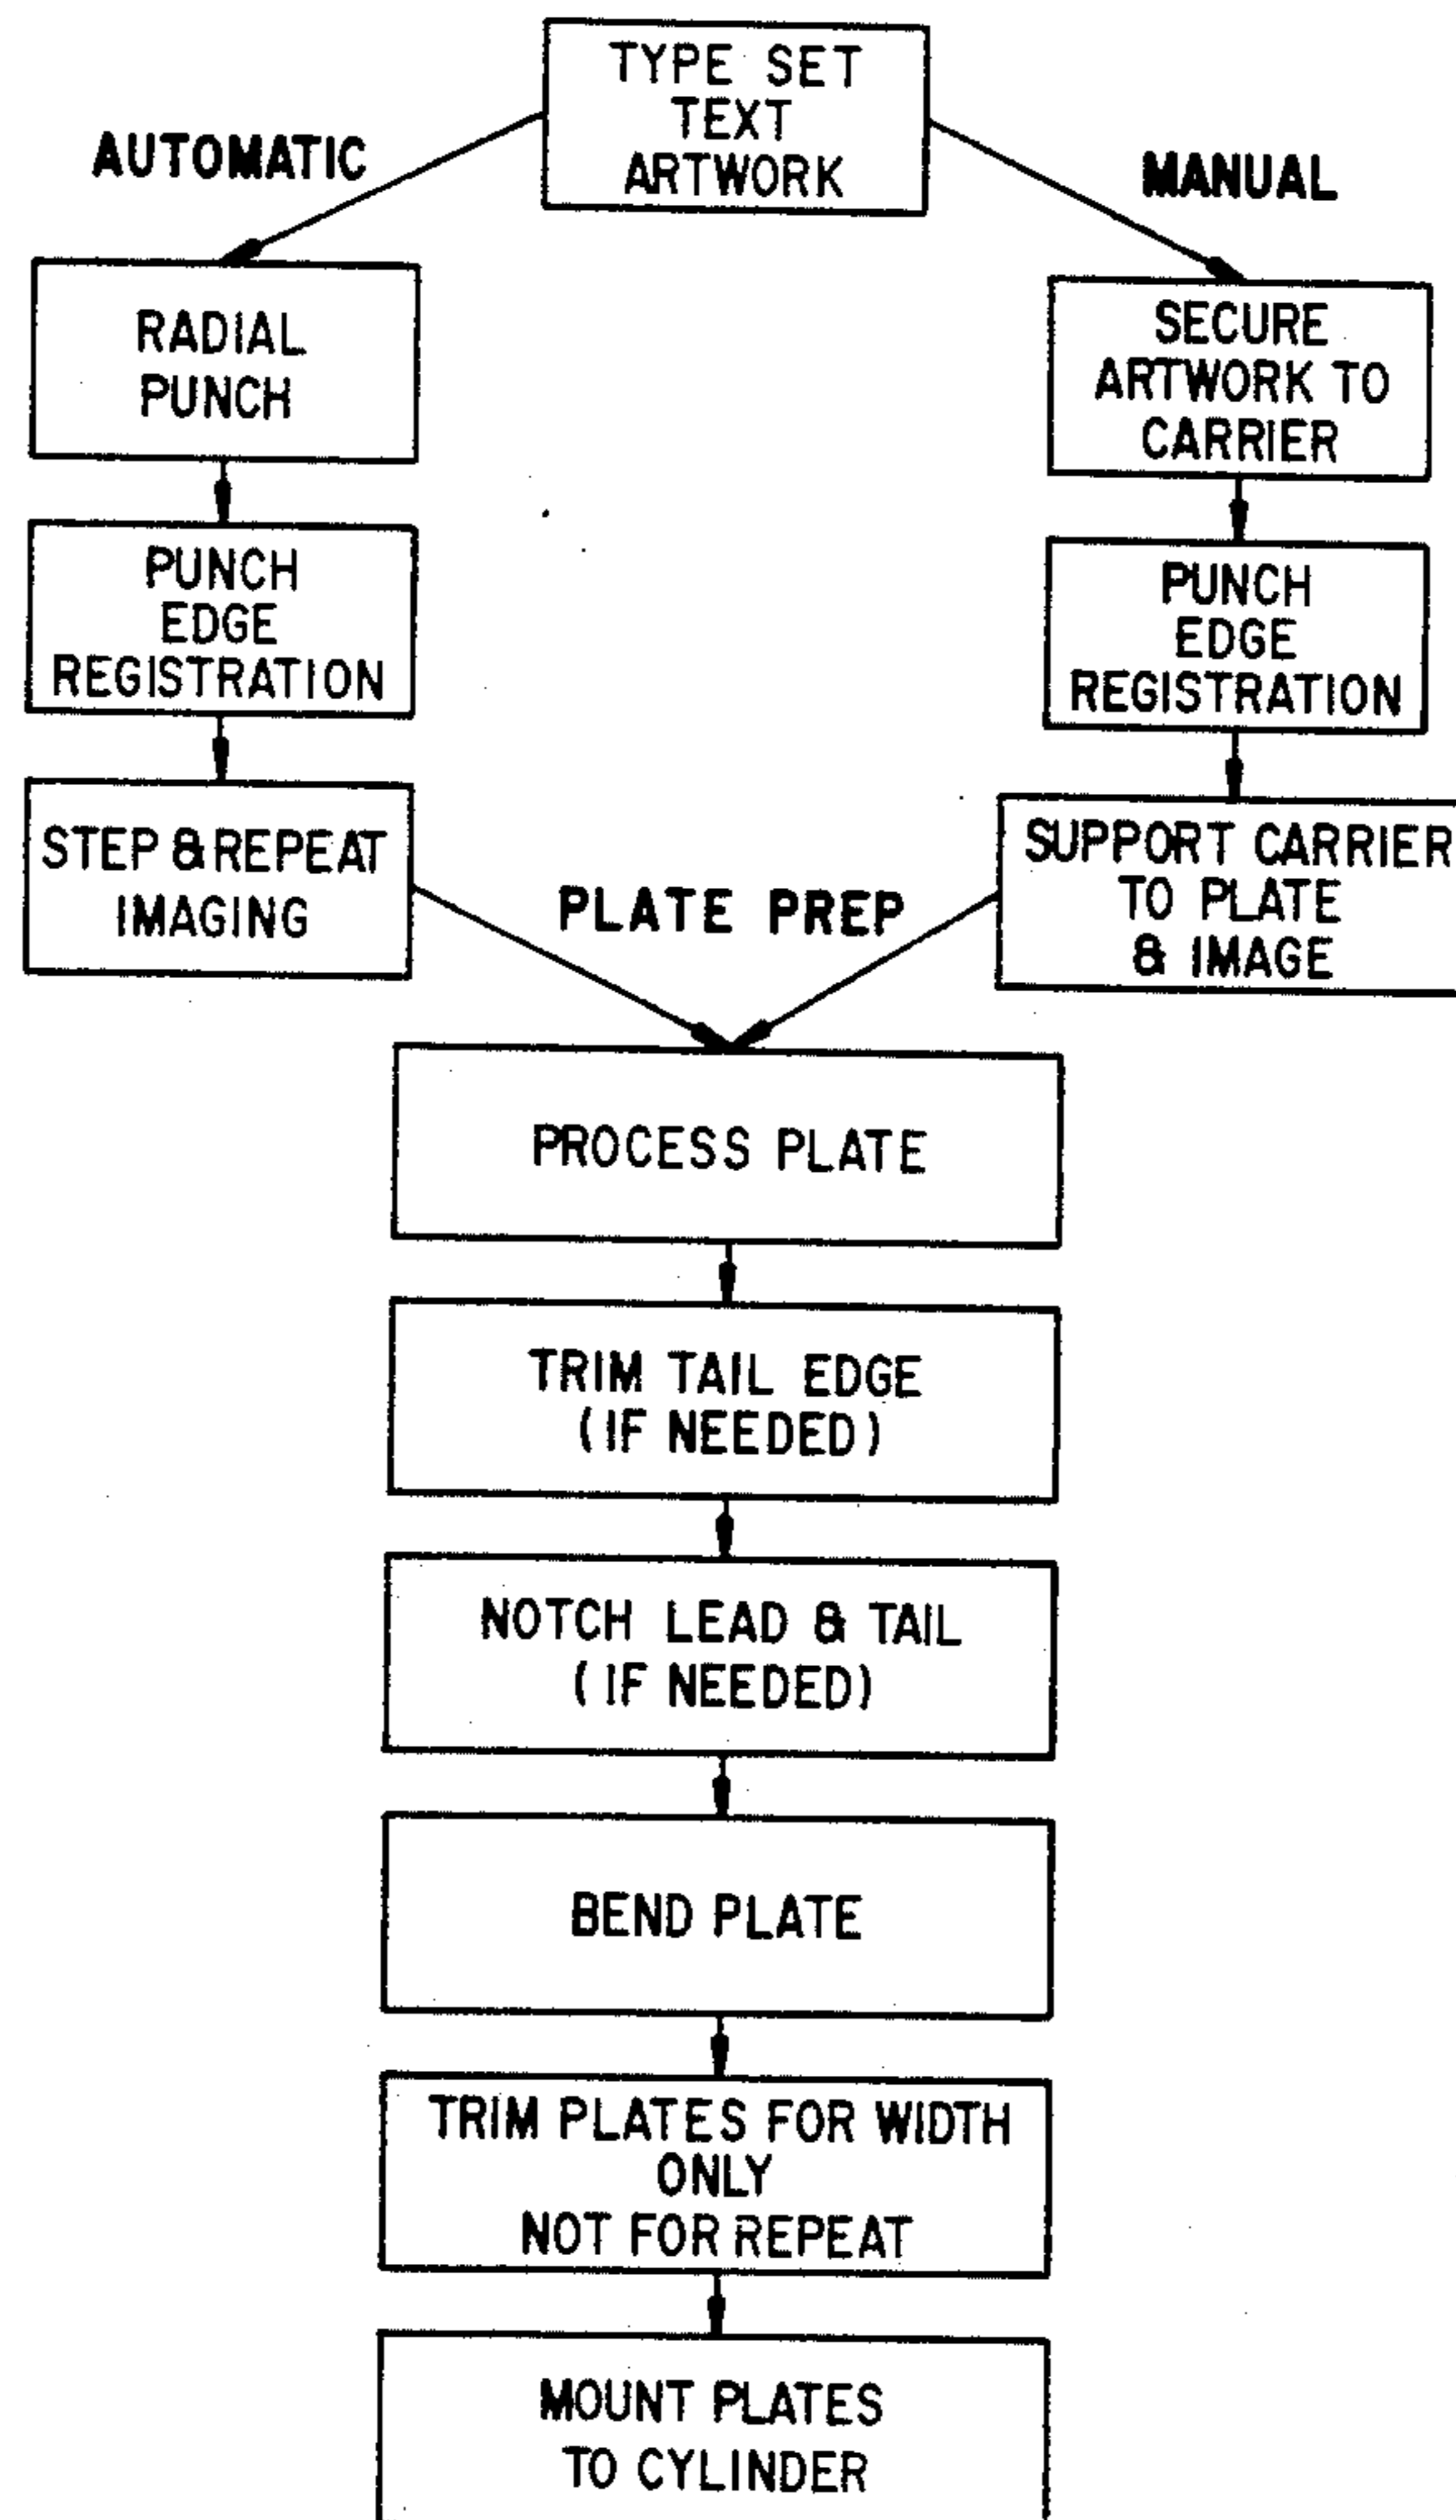 TYPE SET
TEXT
ARTWORK
AUTOMATIC
MANUAL
RADIAL
PUNCH
SECURE
ARTWORK TO
CARRIER
PUNCH
EDGE
REGISTRATION
PUNCH
EDGE
REGISTRATION
STEP & REPEAT
IMAGING
PLATE PREP
SUPPORT CARRIER
TO PLATE
& IMAGE
PROCESS PLATE
TRIM TAIL EDGE
(IF NEEDED)
NOTCH LEAD & TAIL
(IF NEEDED)
BEND PLATE
TRIM PLATES FOR WIDTH
ONLY
NOT FOR REPEAT
MOUNT PLATES
TO CYLINDER